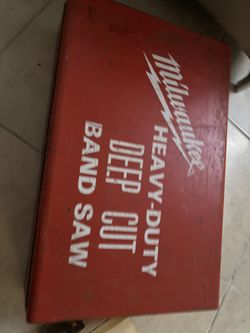 Milwaukee
HEAVY-DUTY
DEEP CUT
BAND SAW